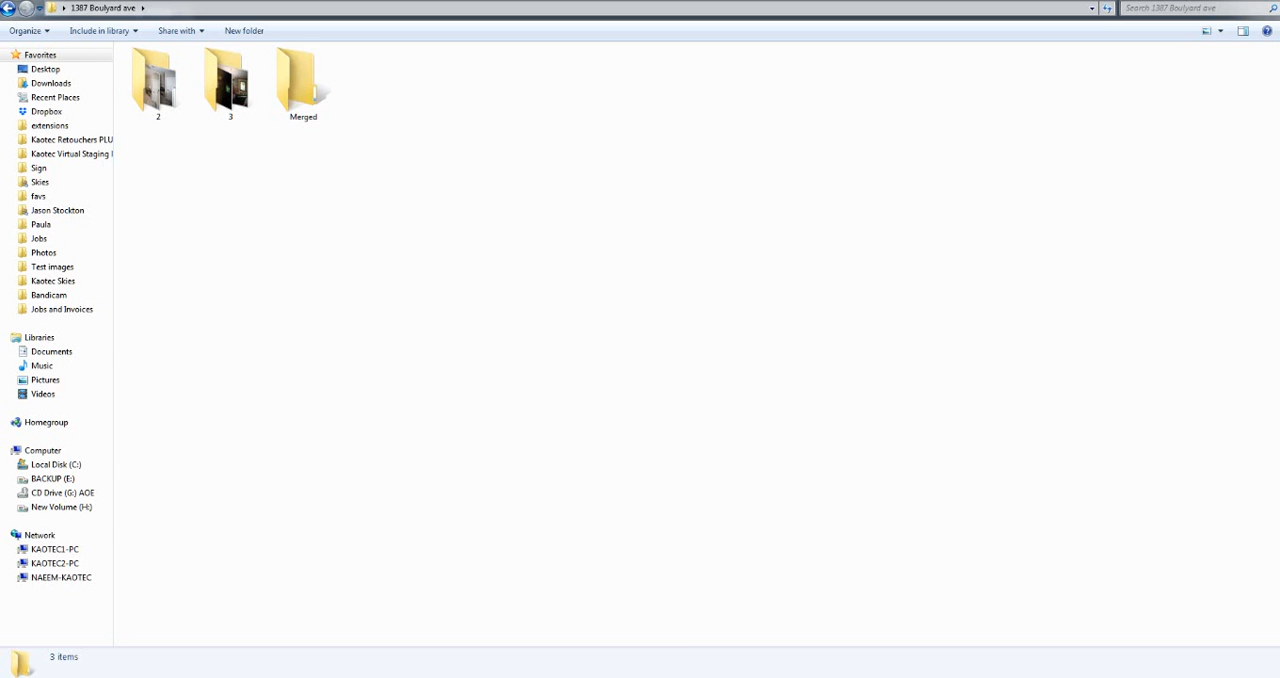 1387 Boulyard ave
Search 1387 Boulyard ave
Organize Include in library Share with New folder
Favorites
Desktop
Downloads
Recent Places
Dropbox
extensions
Kaotec Retouchers PLU
Kaotec Virtual Staging
Sign
Skies
favs
Jason Stockton
Paula
Jobs
Photos
Test images
Kaotec Skies
Bandicam
Jobs and Invoices
Libraries
Documents
Music
Pictures
Videos
Homegroup
Computer
Local Disk (C:)
BACKUP (E:)
CD Drive (G:) AOE
New Volume (H:)
Network
KAOTEC1-PC
KAOTEC2-PC
NAEEM-KAOTEC
2
3
Merged
3 items